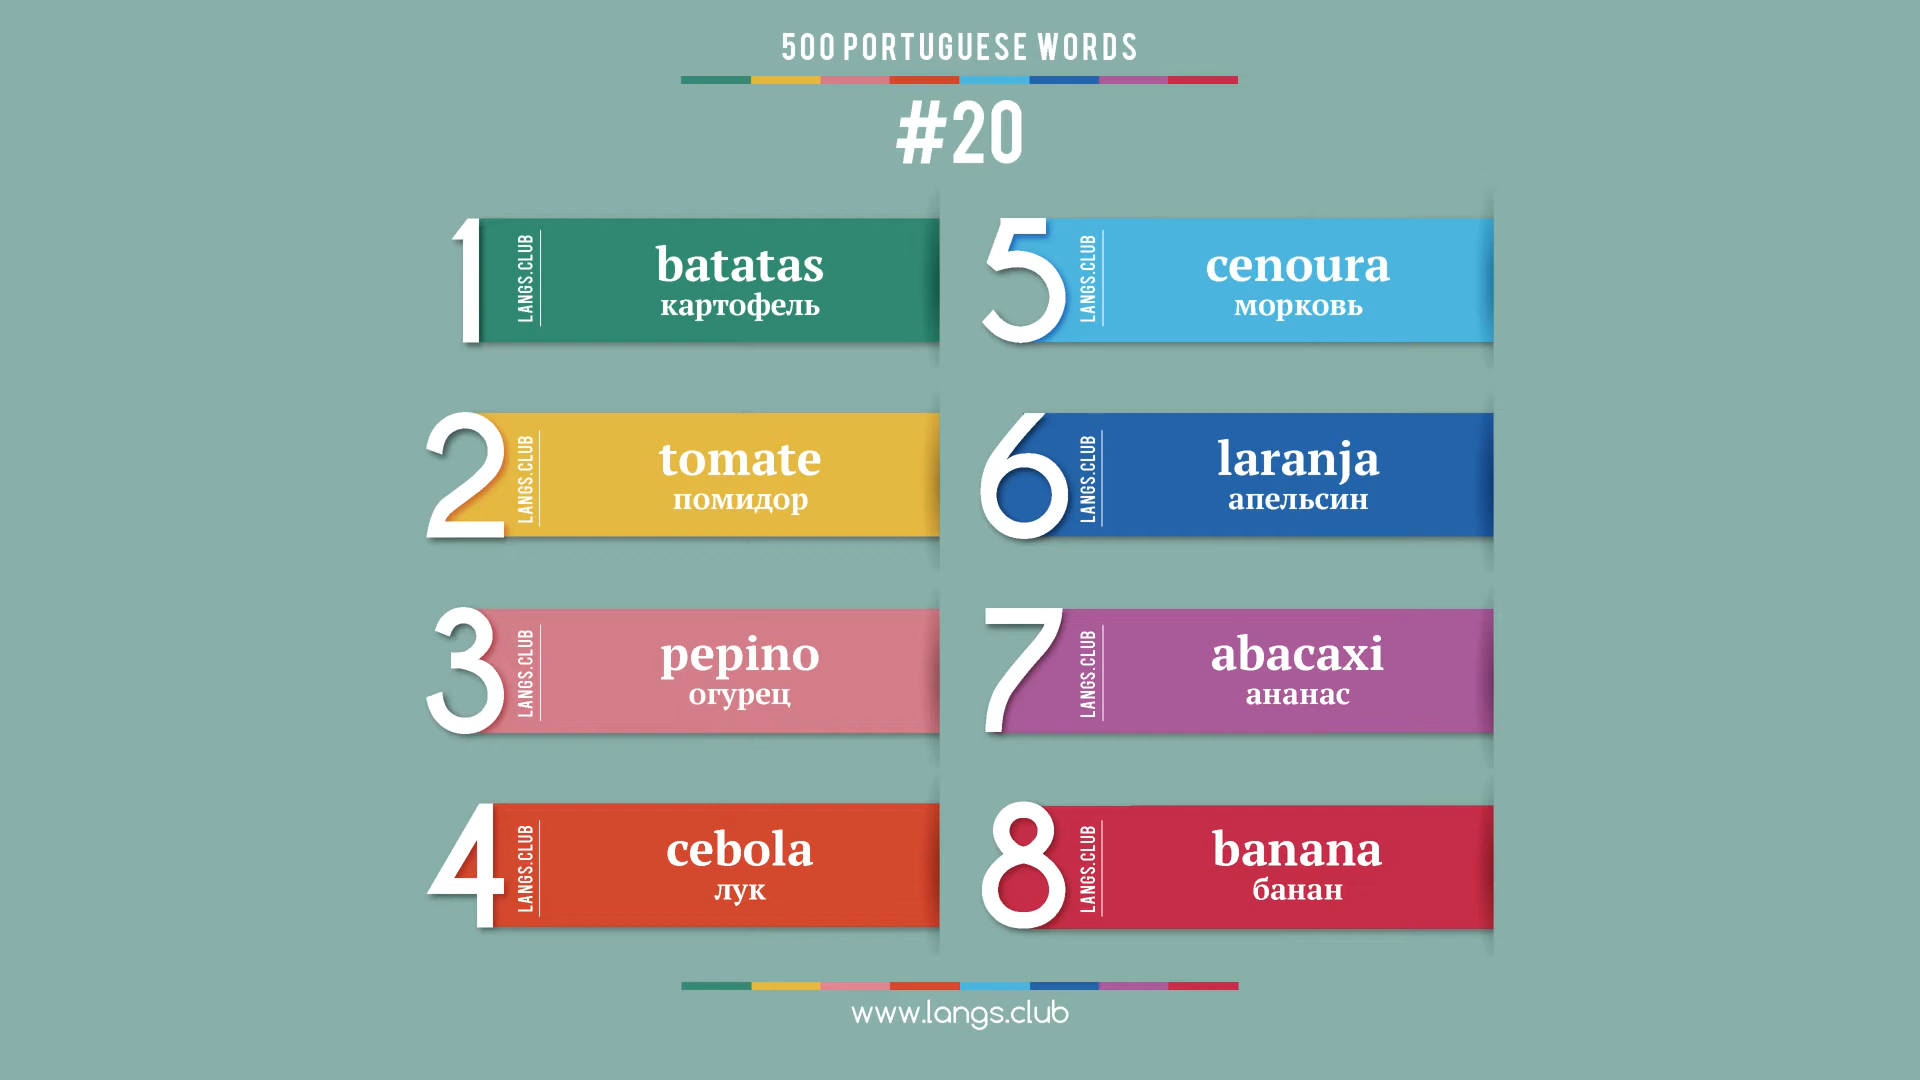 500 PORTUGUESE WORDS
#20
1
LANGS.CLUB
batatas
картофель
2
LANGS.CLUB
tomate
помидор
3
LANGS.CLUB
pepino
огурец
4
LANGS.CLUB
cebola
лук
5
LANGS.CLUB
cenoura
морковь
6
LANGS.CLUB
laranja
апельсин
7
LANGS.CLUB
abacaxi
ананас
8
LANGS.CLUB
banana
банан
www.langs.club